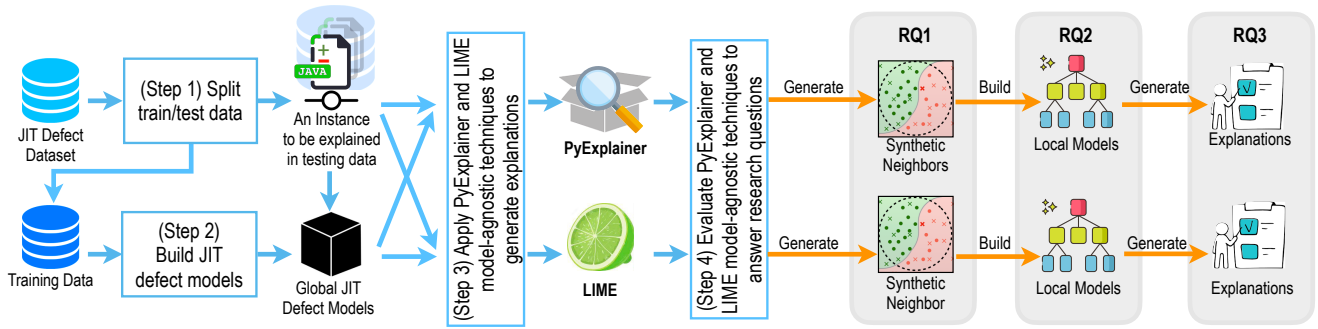 JIT Defect
Dataset
(Step 1) Split
train/test data
+
JAVA
An Instance
to be explained
in testing data
Training Data
(Step 2)
Build JIT
defect models
Global JIT
Defect Models
(Step 3) Apply PyExplainer and LIME
model-agnostic techniques to
generate explanations
PyExplainer
LIME
(Step 4) Evaluate PyExplainer and
LIME model-agnostic techniques to
answer research questions
Generate
RQ1
Synthetic
Neighbors
Build
RQ2
Local Models
Generate
RQ3
Explanations
Generate
Synthetic
Neighbor
Build
Local Models
Generate
Explanations